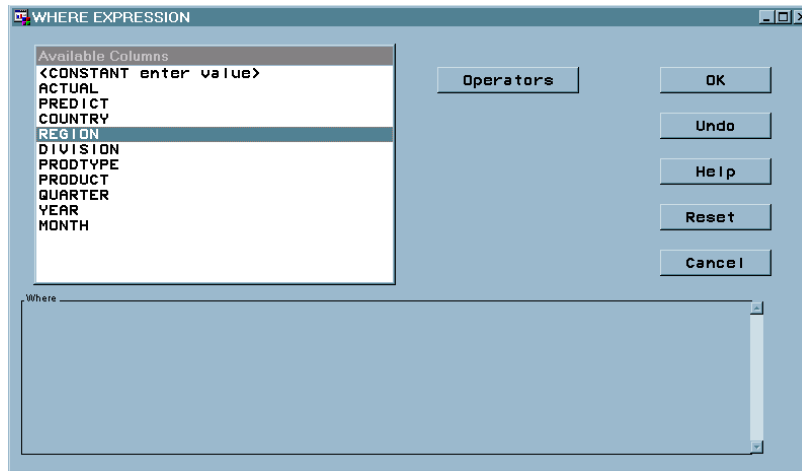 WHERE EXPRESSION
Available Columns
<CONSTANT enter value>
ACTUAL
PREDICT
COUNTRY
REGION
DIVISION
PRODTYPE
PRODUCT
QUARTER
YEAR
MONTH
Operators
OK
Undo
Help
Reset
Cancel
Where